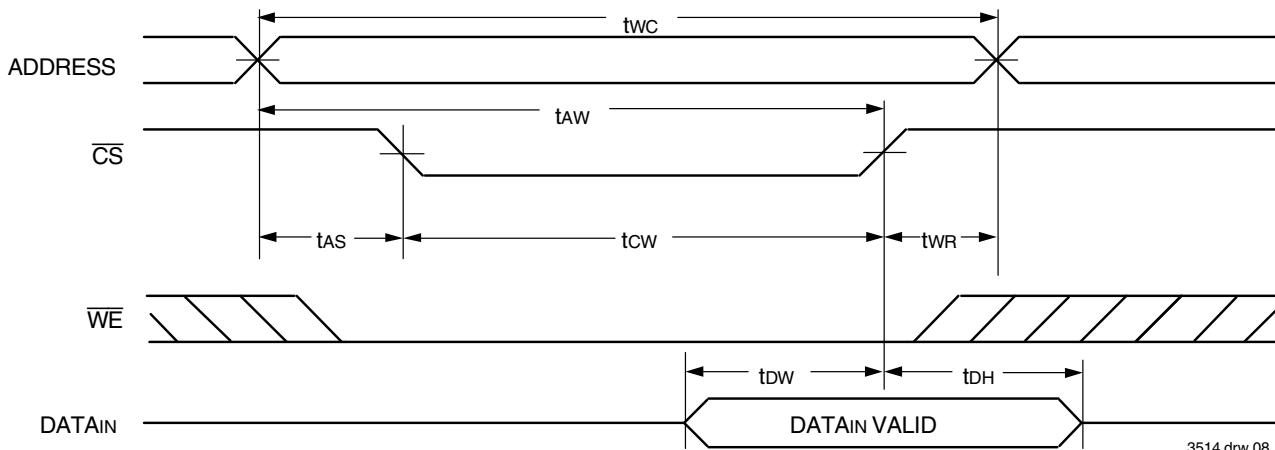 tWC
ADDRESS
tAW
CS
tAS
tCW
tWR
WE
tDW
tDH
DATAIN
DATAIN VALID
3514 drw 08